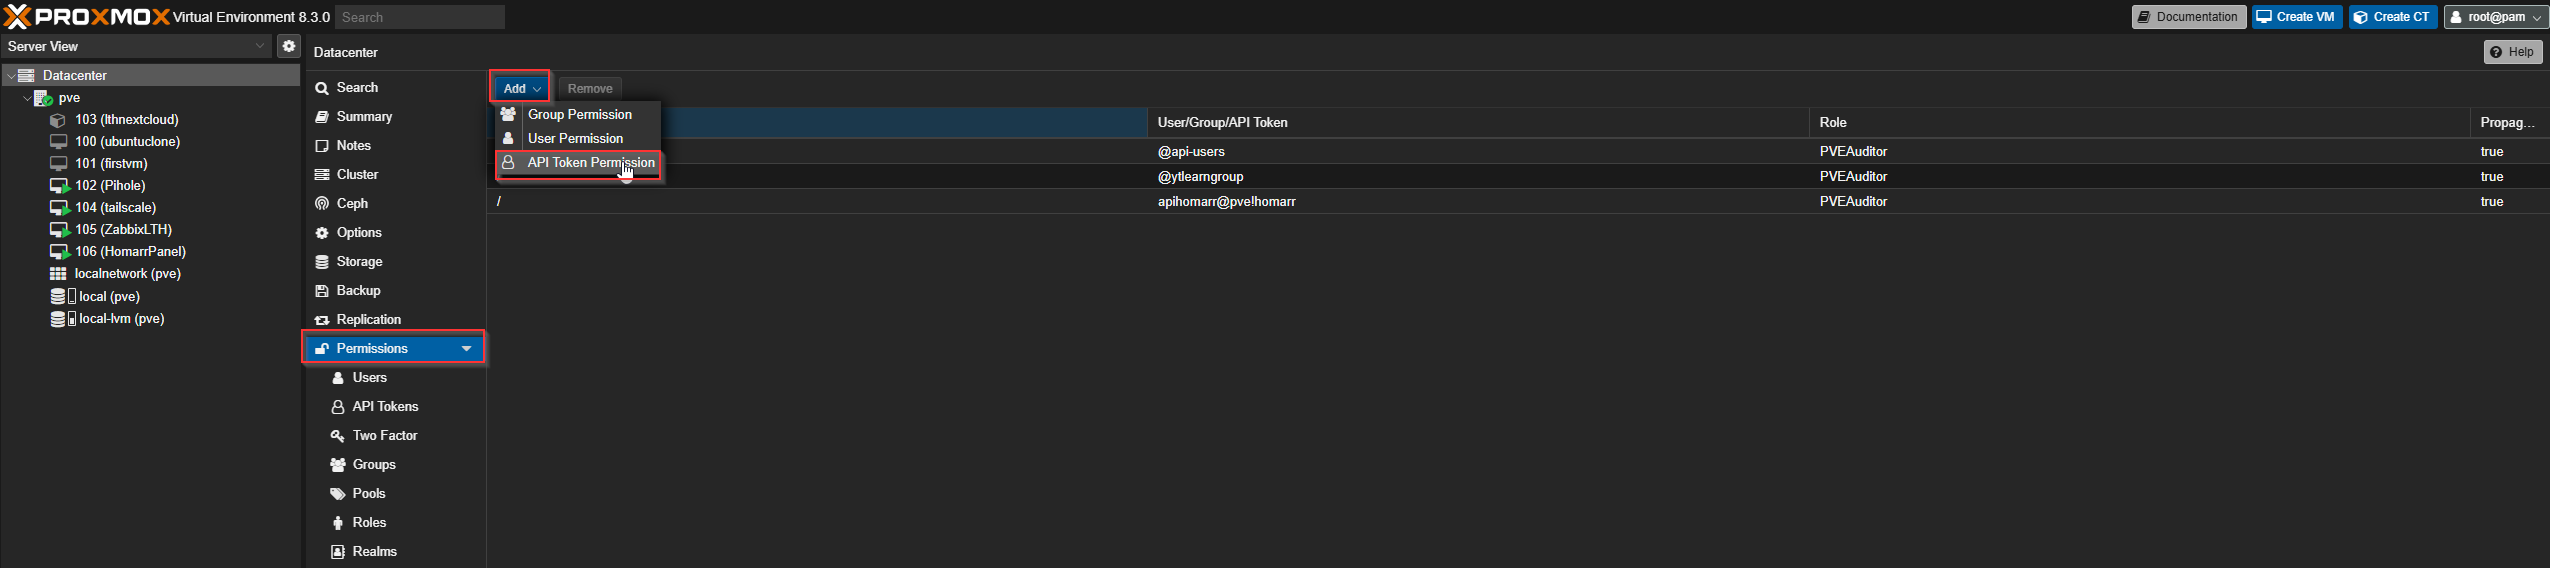 PROXMOX Virtual Environment 8.3.0 Search Documentation Create VM Create CT root@pam
Server View
Datacenter
pve
103 (lthnextcloud)
100 (ubuntuclone)
101 (firstvm)
102 (Pihole)
104 (tailscale)
105 (ZabbixLTH)
106 (HomarrPanel)
localnetwork (pve)
local (pve)
local-lvm (pve)
Datacenter Help
Search
Summary
Notes
Cluster
Ceph
Options
Storage
Backup
Replication
Permissions
Users
API Tokens
Two Factor
Groups
Pools
Roles
Realms
Add Remove
Group Permission
User Permission
API Token Permission
User/Group/API Token Role Propag...
@api-users PVEAuditor true
@ytlearngroup PVEAuditor true
/ apihomarr@pve!homarr PVEAuditor true